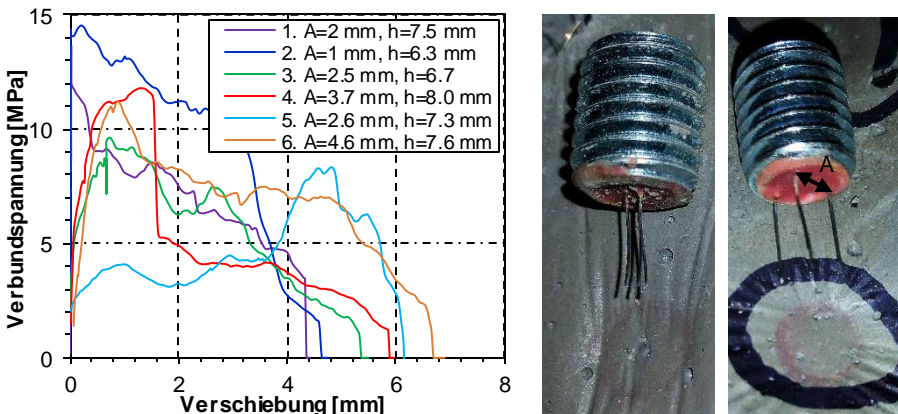 Verbundspannung [MPa]
15
10
5
0
1. A=2 mm, h=7.5 mm
2. A=1 mm, h=6.3 mm
3. A=2.5 mm, h=6.7
4. A=3.7 mm, h=8.0 mm
5. A=2.6 mm, h=7.3 mm
6. A=4.6 mm, h=7.6 mm
0 2 4 6 8
Verschiebung [mm]
A